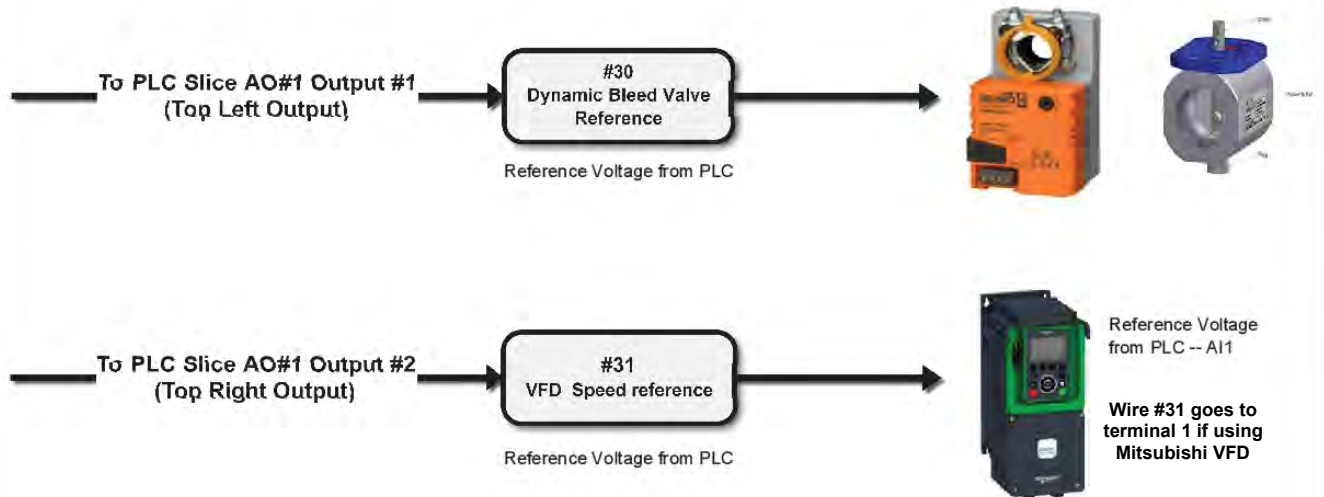 To PLC Slice AO#1 Output #1
(Top Left Output)
#30
Dynamic Bleed Valve
Reference
Reference Voltage from PLC
To PLC Slice AO#1 Output #2
(Top Right Output)
#31
VFD Speed reference
Reference Voltage from PLC
Reference Voltage
from PLC -- AI1
Wire #31 goes to
terminal 1 if using
Mitsubishi VFD